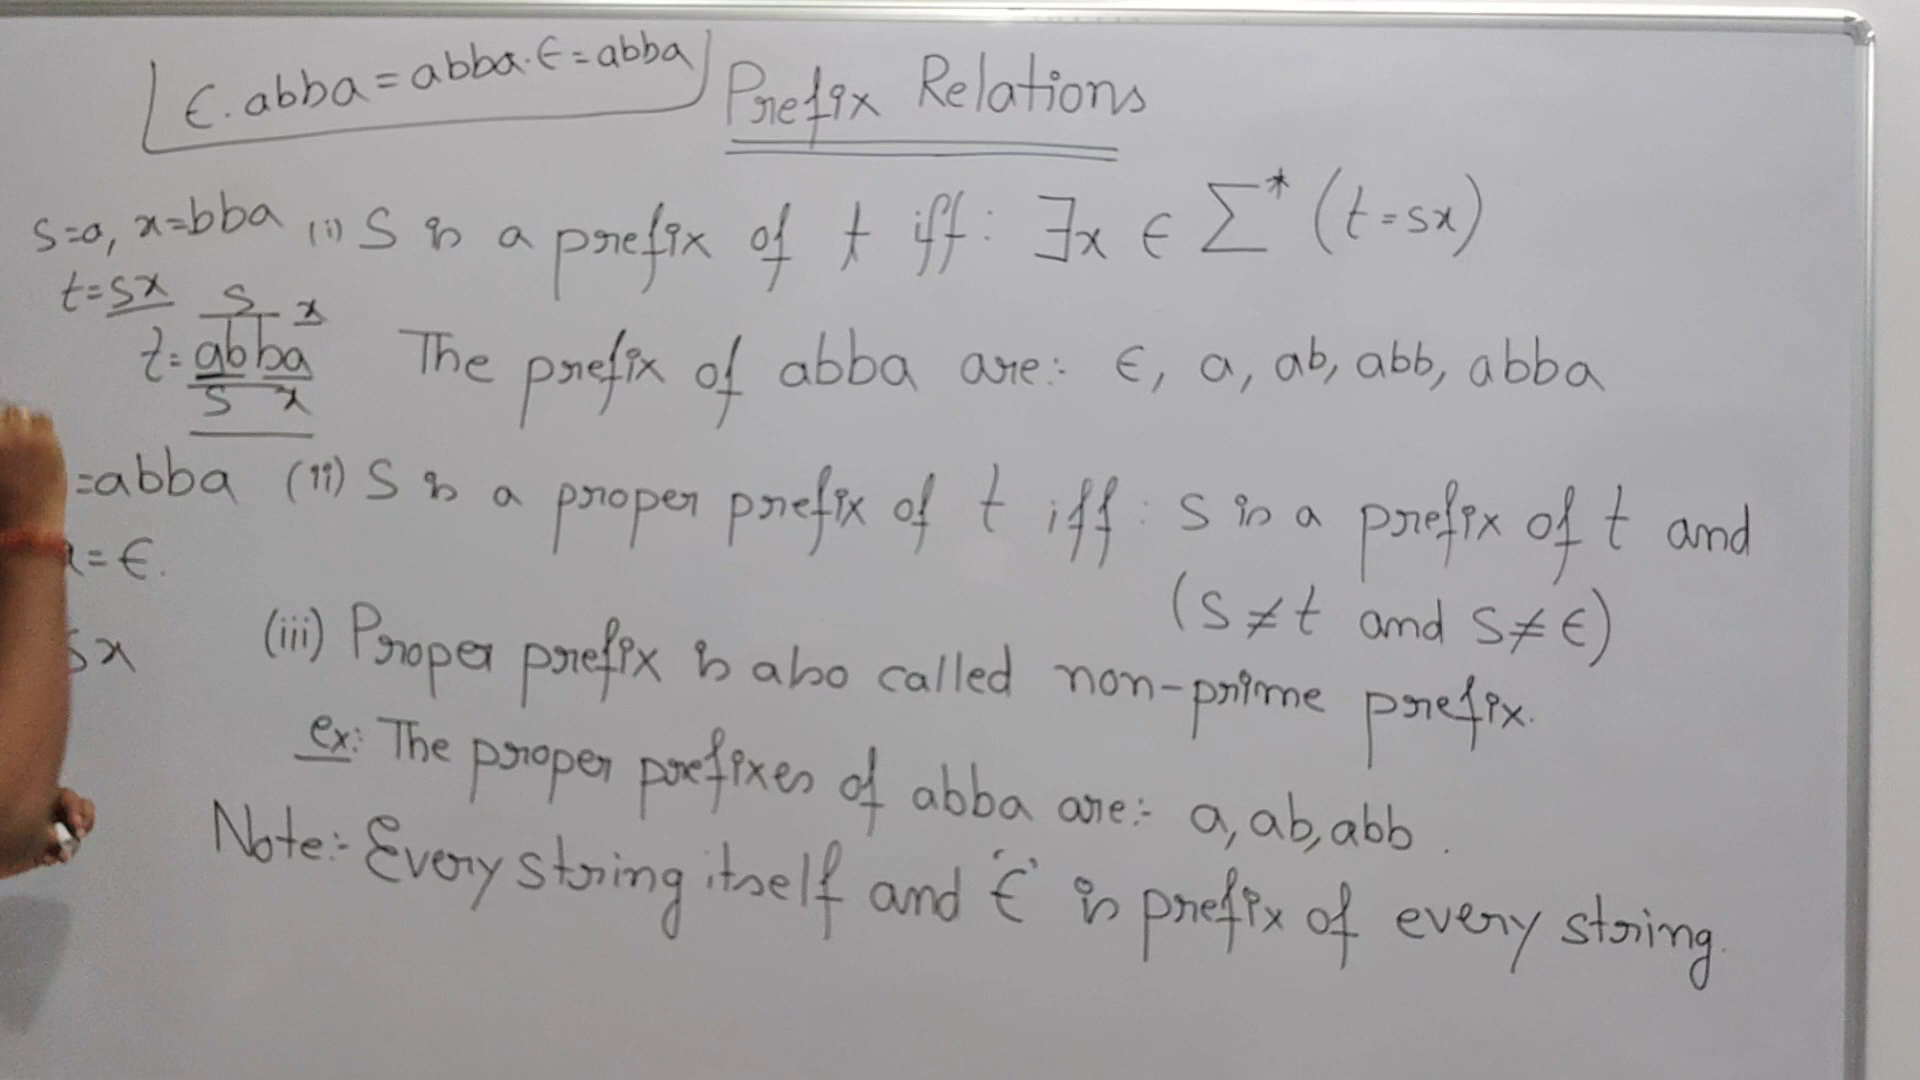 ϵ.abba = abba.ϵ = abba
Prefix Relations
s=a, x=bba
(i) S is a prefix of t iff: ∃x ϵ Σ* (t=sx)
t=sx
s x
t=abba
s x
The prefix of abba are:- ϵ, a, ab, abb, abba
=abba
(ii) S is a proper prefix of t iff: s is a prefix of t and
(s≠t and s≠ϵ)
=ϵ.
sx
(iii) Proper prefix is also called non-prime prefix.
ex: The proper prefixes of abba are:- a, ab, abb.
Note:- Every string itself and 'ϵ' is prefix of every string.